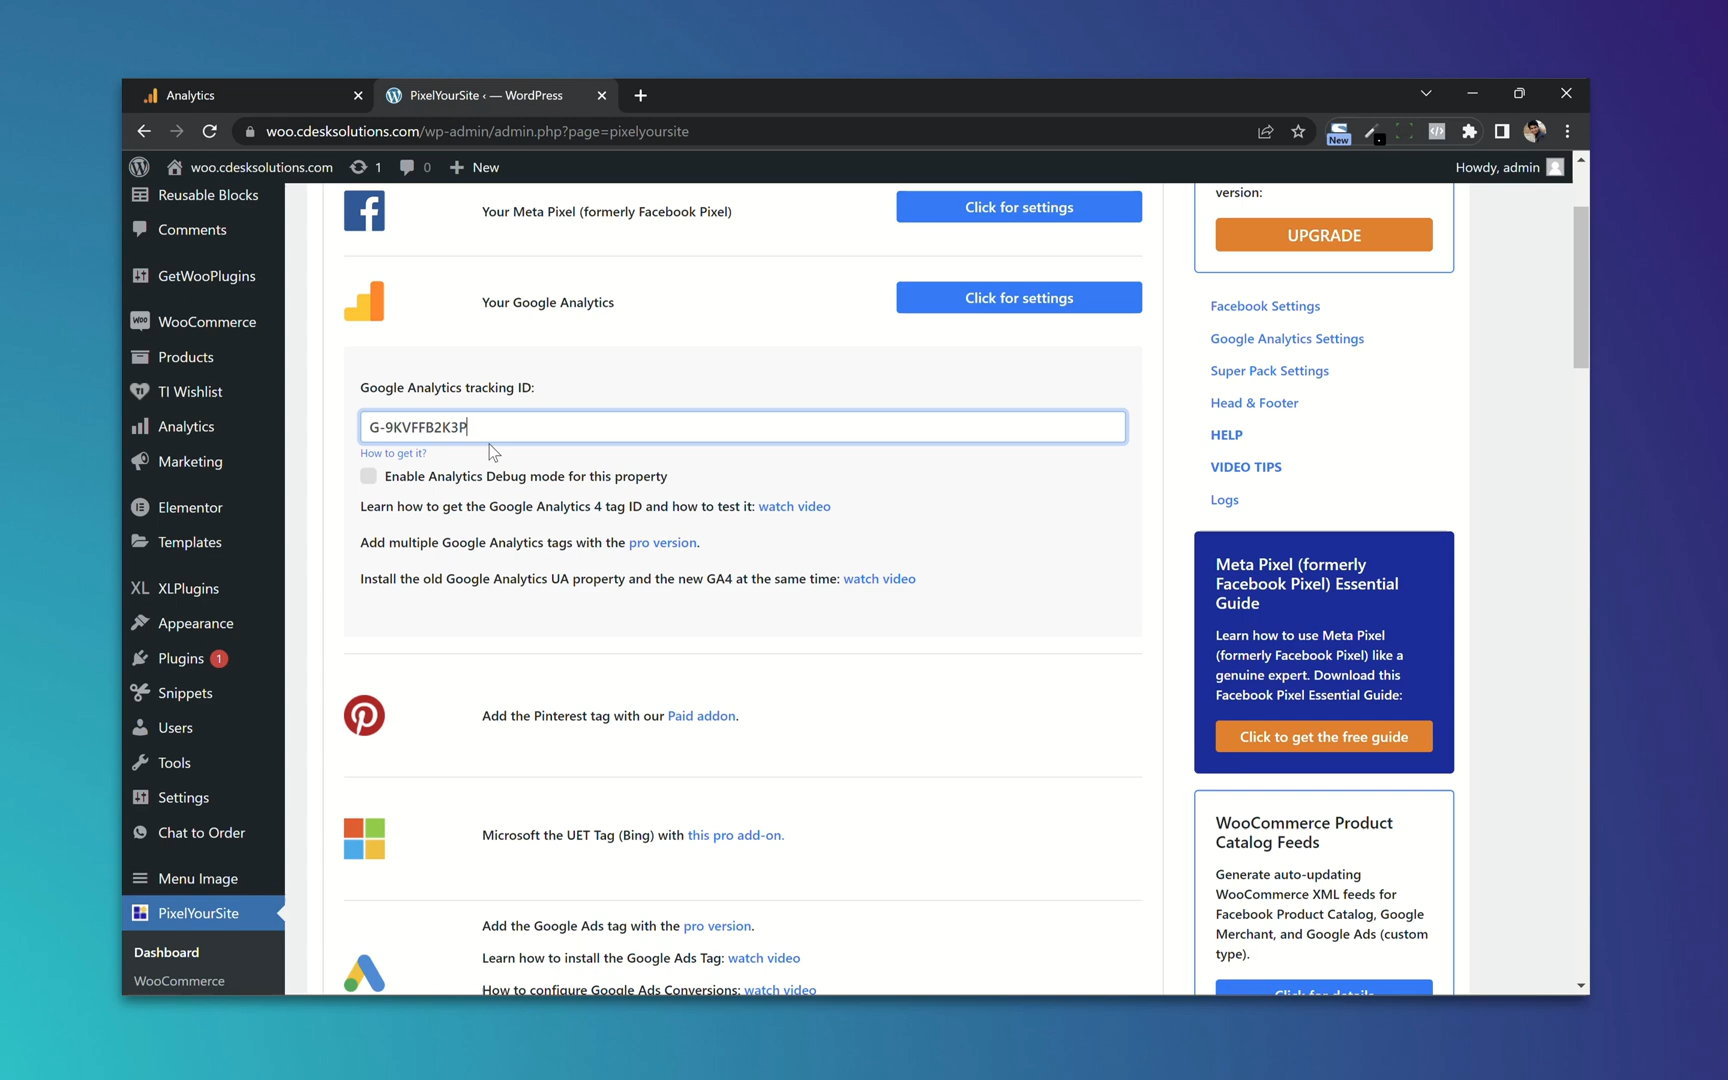 Analytics
PixelYourSite ‹ — WordPress
woo.cdesksolutions.com/wp-admin/admin.php?page=pixelyoursite
New
woo.cdesksolutions.com
1
0
New
Howdy, admin
Reusable Blocks
Comments
GetWooPlugins
WOO
WooCommerce
Products
TI
TI Wishlist
Analytics
Marketing
Elementor
Templates
XL
XLPlugins
Appearance
Plugins 1
Snippets
Users
Tools
Settings
Chat to Order
Menu Image
PixelYourSite
Dashboard
WooCommerce
Your Meta Pixel (formerly Facebook Pixel)
Click for settings
Your Google Analytics
Click for settings
Google Analytics tracking ID:
G-9KVFFB2K3P
How to get it?
Enable Analytics Debug mode for this property
Learn how to get the Google Analytics 4 tag ID and how to test it: watch video
Add multiple Google Analytics tags with the pro version.
Install the old Google Analytics UA property and the new GA4 at the same time: watch video
Add the Pinterest tag with our Paid addon.
Microsoft the UET Tag (Bing) with this pro add-on.
Add the Google Ads tag with the pro version.
Learn how to install the Google Ads Tag: watch video
How to configure Google Ads Conversions: watch video
version:
UPGRADE
Facebook Settings
Google Analytics Settings
Super Pack Settings
Head & Footer
HELP
VIDEO TIPS
Logs
Meta Pixel (formerly
Facebook Pixel) Essential
Guide
Learn how to use Meta Pixel
(formerly Facebook Pixel) like a
genuine expert. Download this
Facebook Pixel Essential Guide:
Click to get the free guide
WooCommerce Product
Catalog Feeds
Generate auto-updating
WooCommerce XML feeds for
Facebook Product Catalog, Google
Merchant, and Google Ads (custom
type).
Click for details